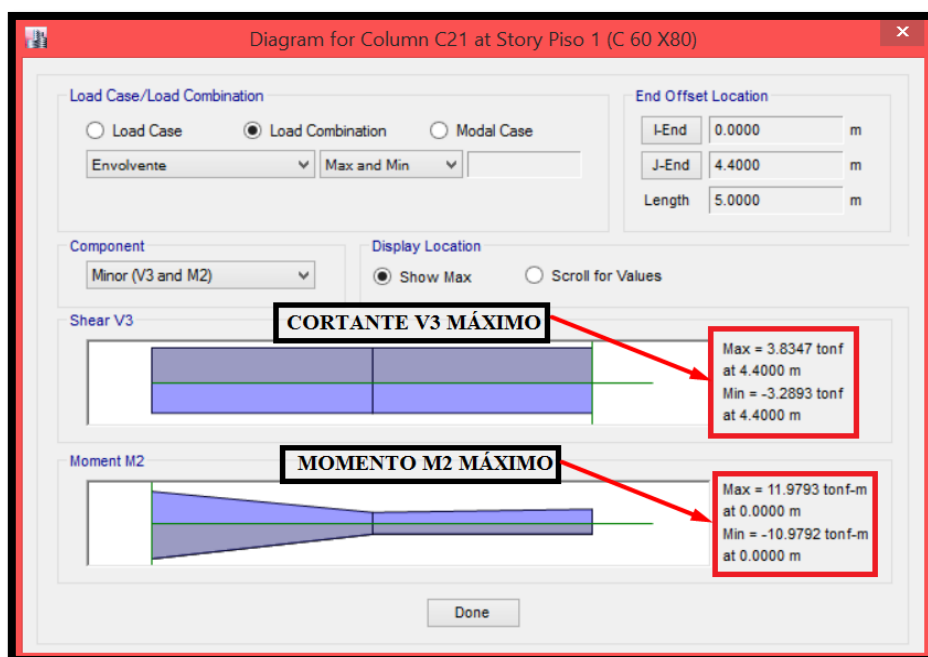 Diagram for Column C21 at Story Piso 1 (C 60 X80)
Load Case/Load Combination
Load Case
Load Combination
Modal Case
Envolvente
Max and Min
End Offset Location
I-End 0.0000 m
J-End 4.4000 m
Length 5.0000 m
Component
Minor (V3 and M2)
Display Location
Show Max
Scroll for Values
Shear V3
CORTANTE V3 MÁXIMO
Max = 3.8347 tonf
at 4.4000 m
Min = -3.2893 tonf
at 4.4000 m
Moment M2
MOMENTO M2 MÁXIMO
Max = 11.9793 tonf-m
at 0.0000 m
Min = -10.9792 tonf-m
at 0.0000 m
Done